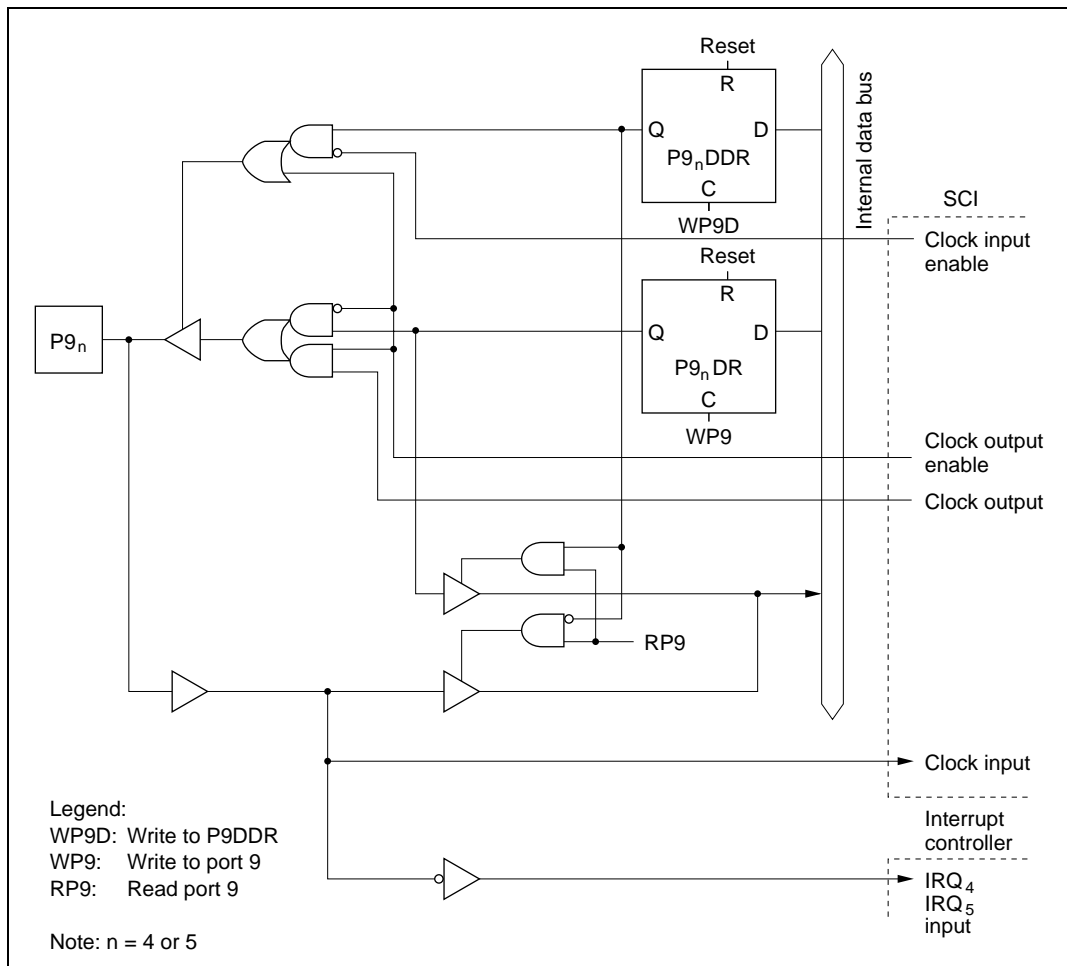 Reset
R
Q
D
P9nDDR
C
WP9D
Internal data bus
SCI
Clock input
enable
Reset
R
P9n
Q
D
P9nDR
C
WP9
Clock output
enable
Clock output
RP9
Clock input
Legend:
WP9D: Write to P9DDR
WP9: Write to port 9
RP9: Read port 9
Note: n = 4 or 5
Interrupt
controller
IRQ4
IRQ5
input